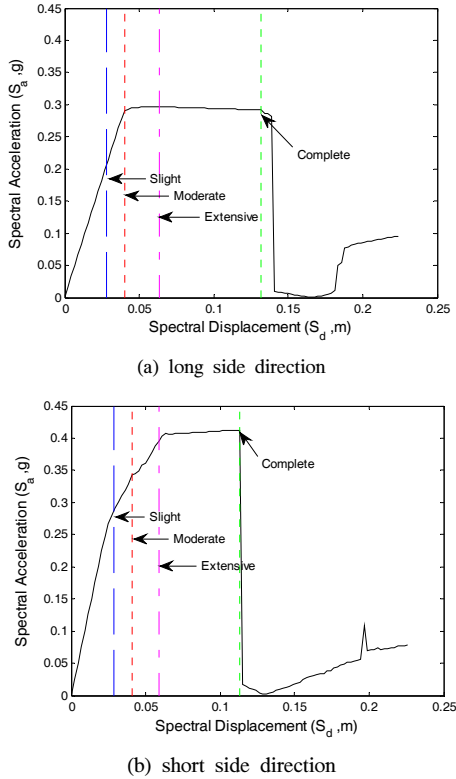 0.5
0.45
0.4
0.35
0.3
0.25
0.2
0.15
0.1
0.05
0
Spectral Acceleration (Sa ,g)
Complete
Slight
Moderate
Extensive
0 0.05 0.1 0.15 0.2 0.25
Spectral Displacement (Sd ,m)
(a) long side direction
0.5
0.45
0.4
0.35
0.3
0.25
0.2
0.15
0.1
0.05
0
Spectral Acceleration (Sa ,g)
Complete
Slight
Moderate
Extensive
0 0.05 0.1 0.15 0.2 0.25
Spectral Displacement (Sd ,m)
(b) short side direction